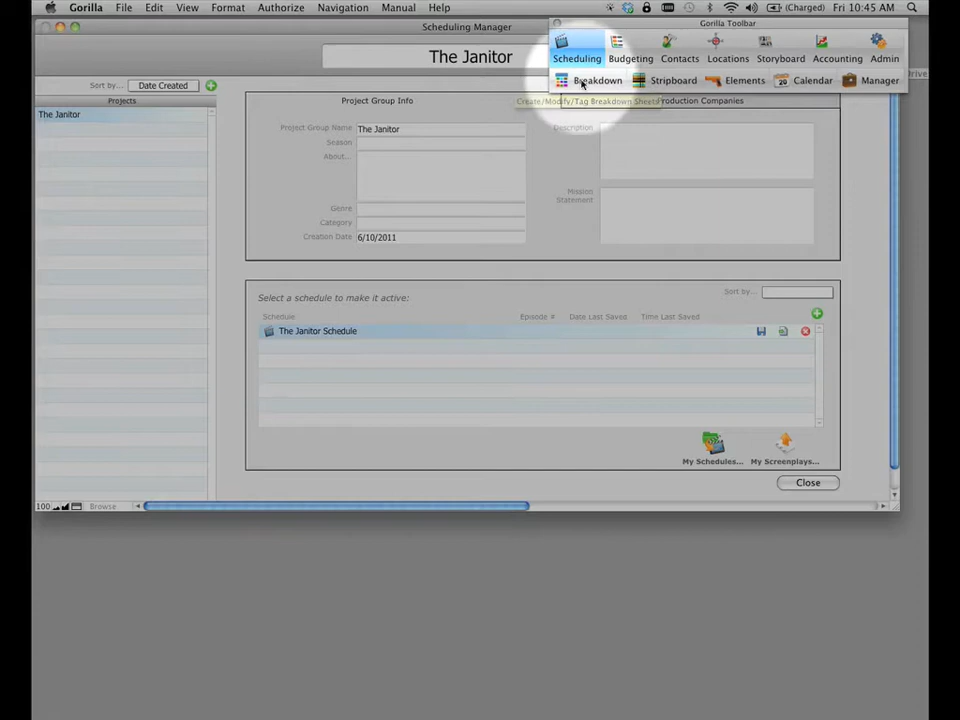 Gorilla File Edit View Format Authorize Navigation Manual Help (Charged) Fri 10:45 AM
Scheduling Manager
Gorilla Toolbar
The Janitor
Scheduling Budgeting Contacts Locations Storyboard Accounting Admin
Breakdown Stripboard Elements 20 Calendar Manager
Create/Modify/Tag Breakdown Sheets
Sort by... Date Created
Projects
The Janitor
Project Group Info
Production Companies
Project Group Name The Janitor
Season
About...
Genre
Category
Creation Date 6/10/2011
Description
Mission
Statement
Select a schedule to make it active:
Sort by...
Schedule Episode # Date Last Saved Time Last Saved
The Janitor Schedule
My Schedules... My Screenplays...
Close
100 Browse